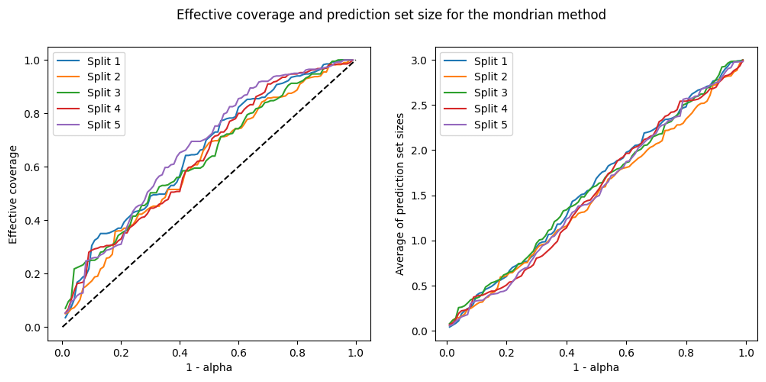 Effective coverage and prediction set size for the mondrian method
Effective coverage
1.0
0.8
0.6
0.4
0.2
0.0
Split 1
Split 2
Split 3
Split 4
Split 5
0.0 0.2 0.4 0.6 0.8 1.0
1 - alpha
Average of prediction set sizes
3.0
2.5
2.0
1.5
1.0
0.5
0.0
Split 1
Split 2
Split 3
Split 4
Split 5
0.0 0.2 0.4 0.6 0.8 1.0
1 - alpha